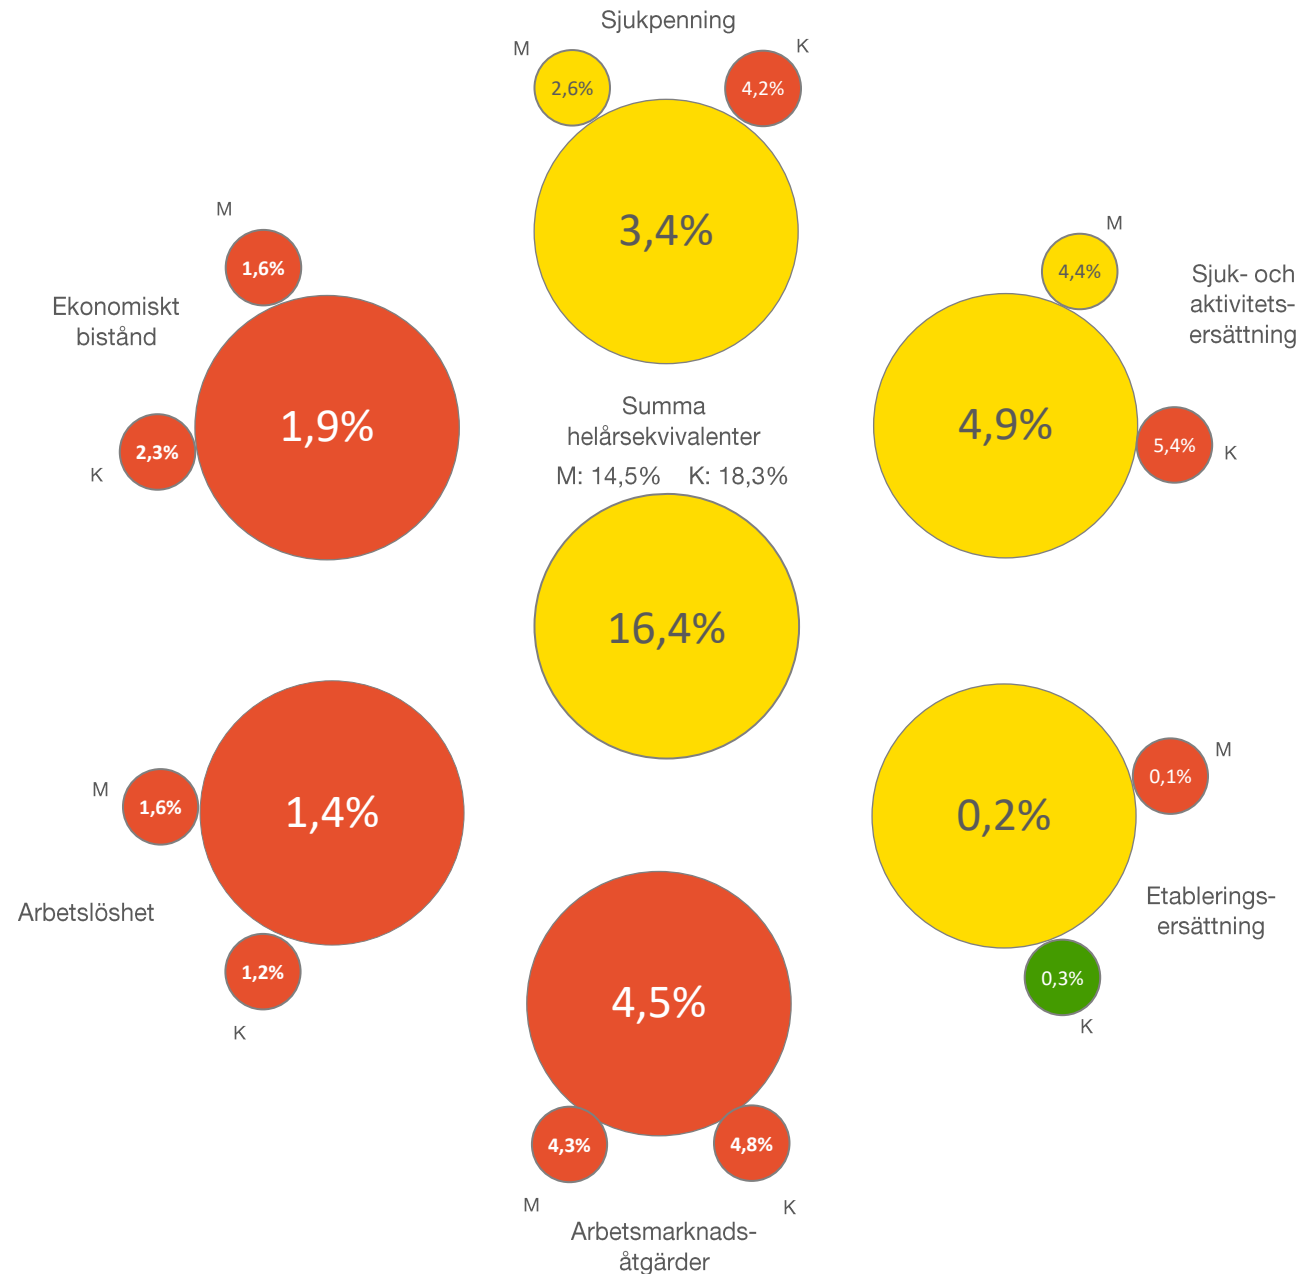 Sjukpenning
M
K
2,6%
4,2%
3,4%
M
1,6%
Ekonomiskt
bistånd
1,9%
2,3%
K
M
4,4%
Sjuk- och
aktivitets-
ersättning
4,9%
5,4%
K
Summa
helårsekvivalenter
M: 14,5% K: 18,3%
16,4%
M
1,6%
1,4%
Arbetslöshet
1,2%
K
M
0,1%
0,2%
Etablerings-
ersättning
0,3%
K
4,5%
4,3%
4,8%
M
K
Arbetsmarknads-
åtgärder